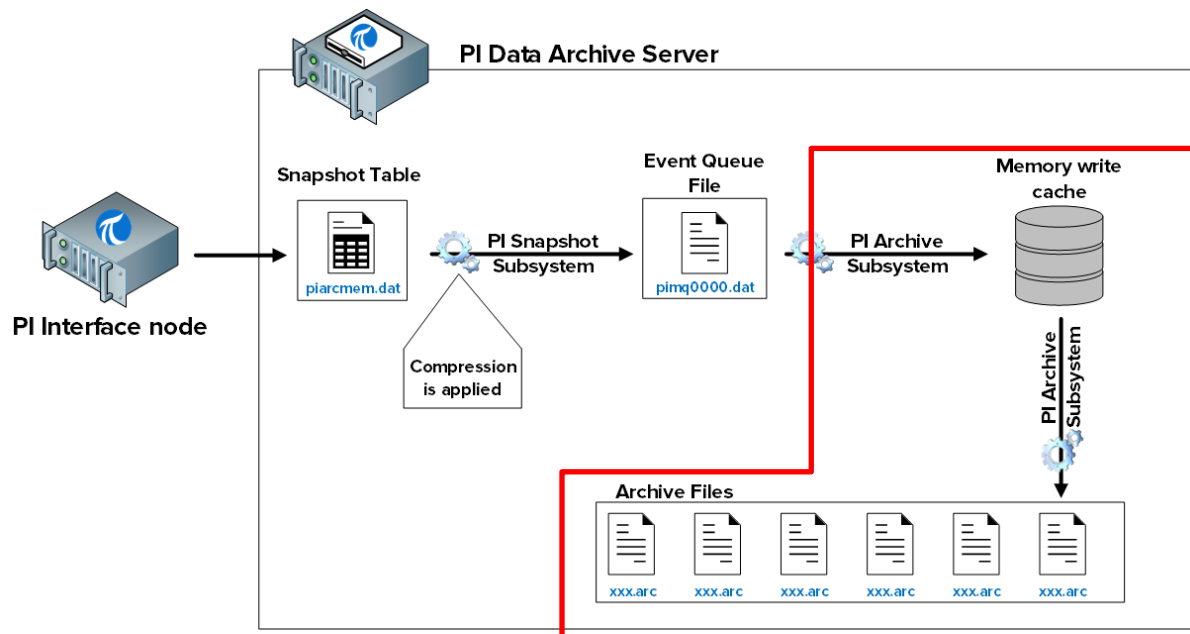 PI Data Archive Server
Event Queue
File
Memory write
cache
Snapshot Table
PI Snapshot
Subsystem
PI Archive
Subsystem
piarcmem.dat
pimq0000.dat
PI Interface node
Compression
is applied
PI Archive
Subsystem
Archive Files
xxx.arc
xxx.arc
xxx.arc
xxx.arc
xxx.arc
xxx.arc